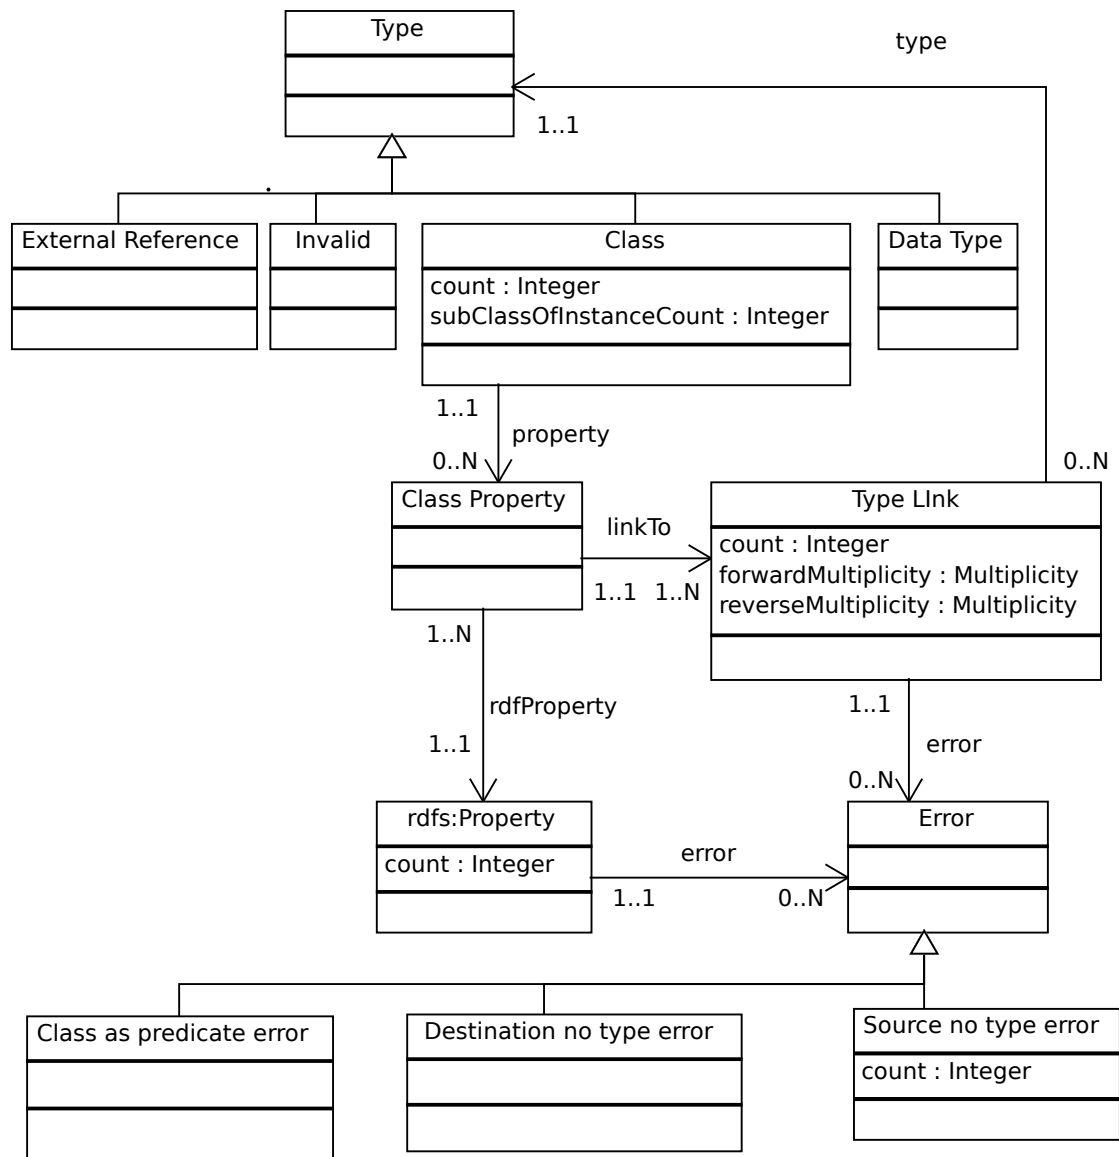 Type
type
1..1
External Reference
Invalid
Class
Data Type
count : Integer
subClassOfInstanceCount : Integer
1..1
property
0..N
0..N
Class Property
Type LInk
linkTo
count : Integer
forwardMultiplicity : Multiplicity
reverseMultiplicity : Multiplicity
1..1
1..N
1..N
rdfProperty
1..1
1..1
error
0..N
rdfs:Property
Error
count : Integer
error
1..1
0..N
Class as predicate error
Destination no type error
Source no type error
count : Integer